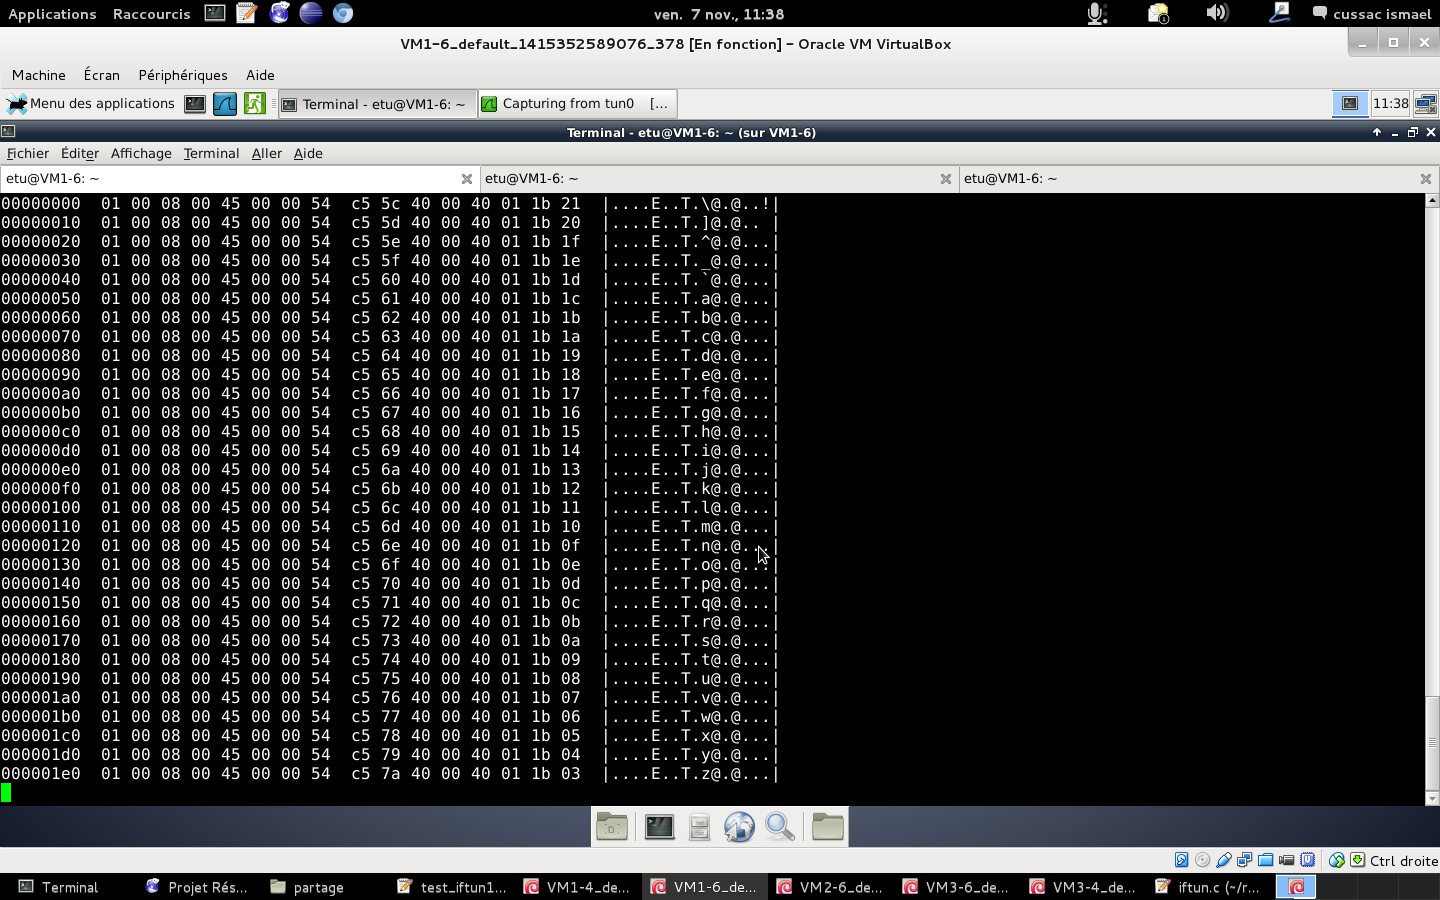 Applications Raccourcis ven. 7 nov., 11:38 cussac ismael
VM1-6_default_1415352589076_378 [En fonction] – Oracle VM VirtualBox
Machine Écran Périphériques Aide
Menu des applications Terminal - etu@VM1-6: ~ Capturing from tun0 [... 11:38
Terminal - etu@VM1-6: ~ (sur VM1-6)
Fichier Éditer Affichage Terminal Aller Aide
etu@VM1-6: ~ etu@VM1-6: ~ etu@VM1-6: ~
00000000  01 00 08 00 45 00 00 54  c5 5c 40 00 40 01 1b 21  |....E..T.\@.@..!|
00000010  01 00 08 00 45 00 00 54  c5 5d 40 00 40 01 1b 20  |....E..T.]@.@.. |
00000020  01 00 08 00 45 00 00 54  c5 5e 40 00 40 01 1b 1f  |....E..T.^@.@...|
00000030  01 00 08 00 45 00 00 54  c5 5f 40 00 40 01 1b 1e  |....E..T._@.@...|
00000040  01 00 08 00 45 00 00 54  c5 60 40 00 40 01 1b 1d  |....E..T.`@.@...|
00000050  01 00 08 00 45 00 00 54  c5 61 40 00 40 01 1b 1c  |....E..T.a@.@...|
00000060  01 00 08 00 45 00 00 54  c5 62 40 00 40 01 1b 1b  |....E..T.b@.@...|
00000070  01 00 08 00 45 00 00 54  c5 63 40 00 40 01 1b 1a  |....E..T.c@.@...|
00000080  01 00 08 00 45 00 00 54  c5 64 40 00 40 01 1b 19  |....E..T.d@.@...|
00000090  01 00 08 00 45 00 00 54  c5 65 40 00 40 01 1b 18  |....E..T.e@.@...|
000000a0  01 00 08 00 45 00 00 54  c5 66 40 00 40 01 1b 17  |....E..T.f@.@...|
000000b0  01 00 08 00 45 00 00 54  c5 67 40 00 40 01 1b 16  |....E..T.g@.@...|
000000c0  01 00 08 00 45 00 00 54  c5 68 40 00 40 01 1b 15  |....E..T.h@.@...|
000000d0  01 00 08 00 45 00 00 54  c5 69 40 00 40 01 1b 14  |....E..T.i@.@...|
000000e0  01 00 08 00 45 00 00 54  c5 6a 40 00 40 01 1b 13  |....E..T.j@.@...|
000000f0  01 00 08 00 45 00 00 54  c5 6b 40 00 40 01 1b 12  |....E..T.k@.@...|
00000100  01 00 08 00 45 00 00 54  c5 6c 40 00 40 01 1b 11  |....E..T.l@.@...|
00000110  01 00 08 00 45 00 00 54  c5 6d 40 00 40 01 1b 10  |....E..T.m@.@...|
00000120  01 00 08 00 45 00 00 54  c5 6e 40 00 40 01 1b 0f  |....E..T.n@.@...|
00000130  01 00 08 00 45 00 00 54  c5 6f 40 00 40 01 1b 0e  |....E..T.o@.@...|
00000140  01 00 08 00 45 00 00 54  c5 70 40 00 40 01 1b 0d  |....E..T.p@.@...|
00000150  01 00 08 00 45 00 00 54  c5 71 40 00 40 01 1b 0c  |....E..T.q@.@...|
00000160  01 00 08 00 45 00 00 54  c5 72 40 00 40 01 1b 0b  |....E..T.r@.@...|
00000170  01 00 08 00 45 00 00 54  c5 73 40 00 40 01 1b 0a  |....E..T.s@.@...|
00000180  01 00 08 00 45 00 00 54  c5 74 40 00 40 01 1b 09  |....E..T.t@.@...|
00000190  01 00 08 00 45 00 00 54  c5 75 40 00 40 01 1b 08  |....E..T.u@.@...|
000001a0  01 00 08 00 45 00 00 54  c5 76 40 00 40 01 1b 07  |....E..T.v@.@...|
000001b0  01 00 08 00 45 00 00 54  c5 77 40 00 40 01 1b 06  |....E..T.w@.@...|
000001c0  01 00 08 00 45 00 00 54  c5 78 40 00 40 01 1b 05  |....E..T.x@.@...|
000001d0  01 00 08 00 45 00 00 54  c5 79 40 00 40 01 1b 04  |....E..T.y@.@...|
000001e0  01 00 08 00 45 00 00 54  c5 7a 40 00 40 01 1b 03  |....E..T.z@.@...|
Ctrl droite
Terminal Projet Rés... partage test_iftun1... VM1-4_de... VM1-6_de... VM2-6_de... VM3-6_de... VM3-4_de... iftun.c (~/r...